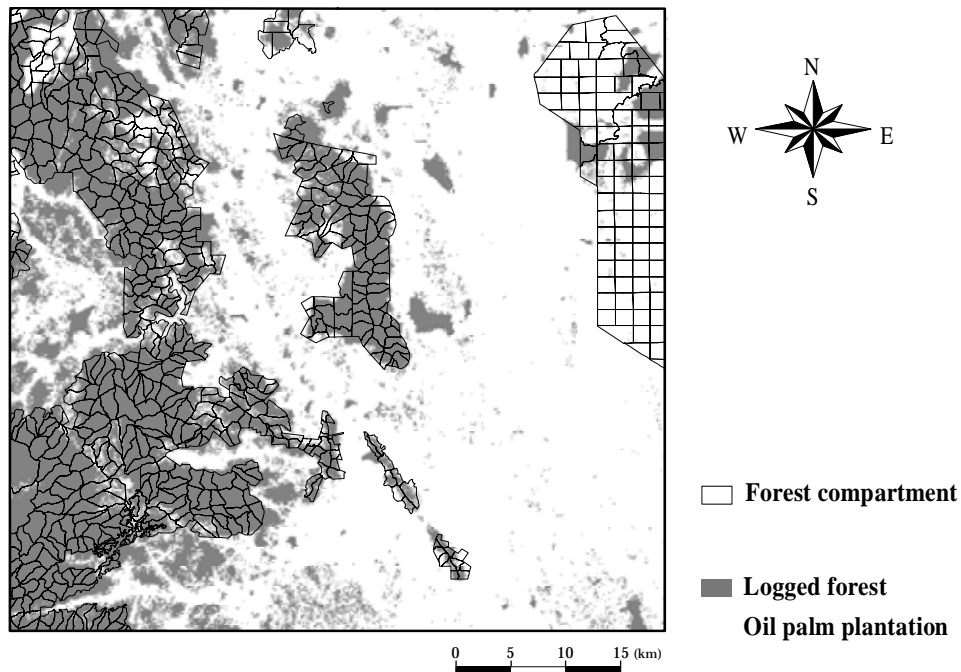 N
W E
S
Forest compartment
Logged forest
Oil palm plantation
0 5 10 15 (km)